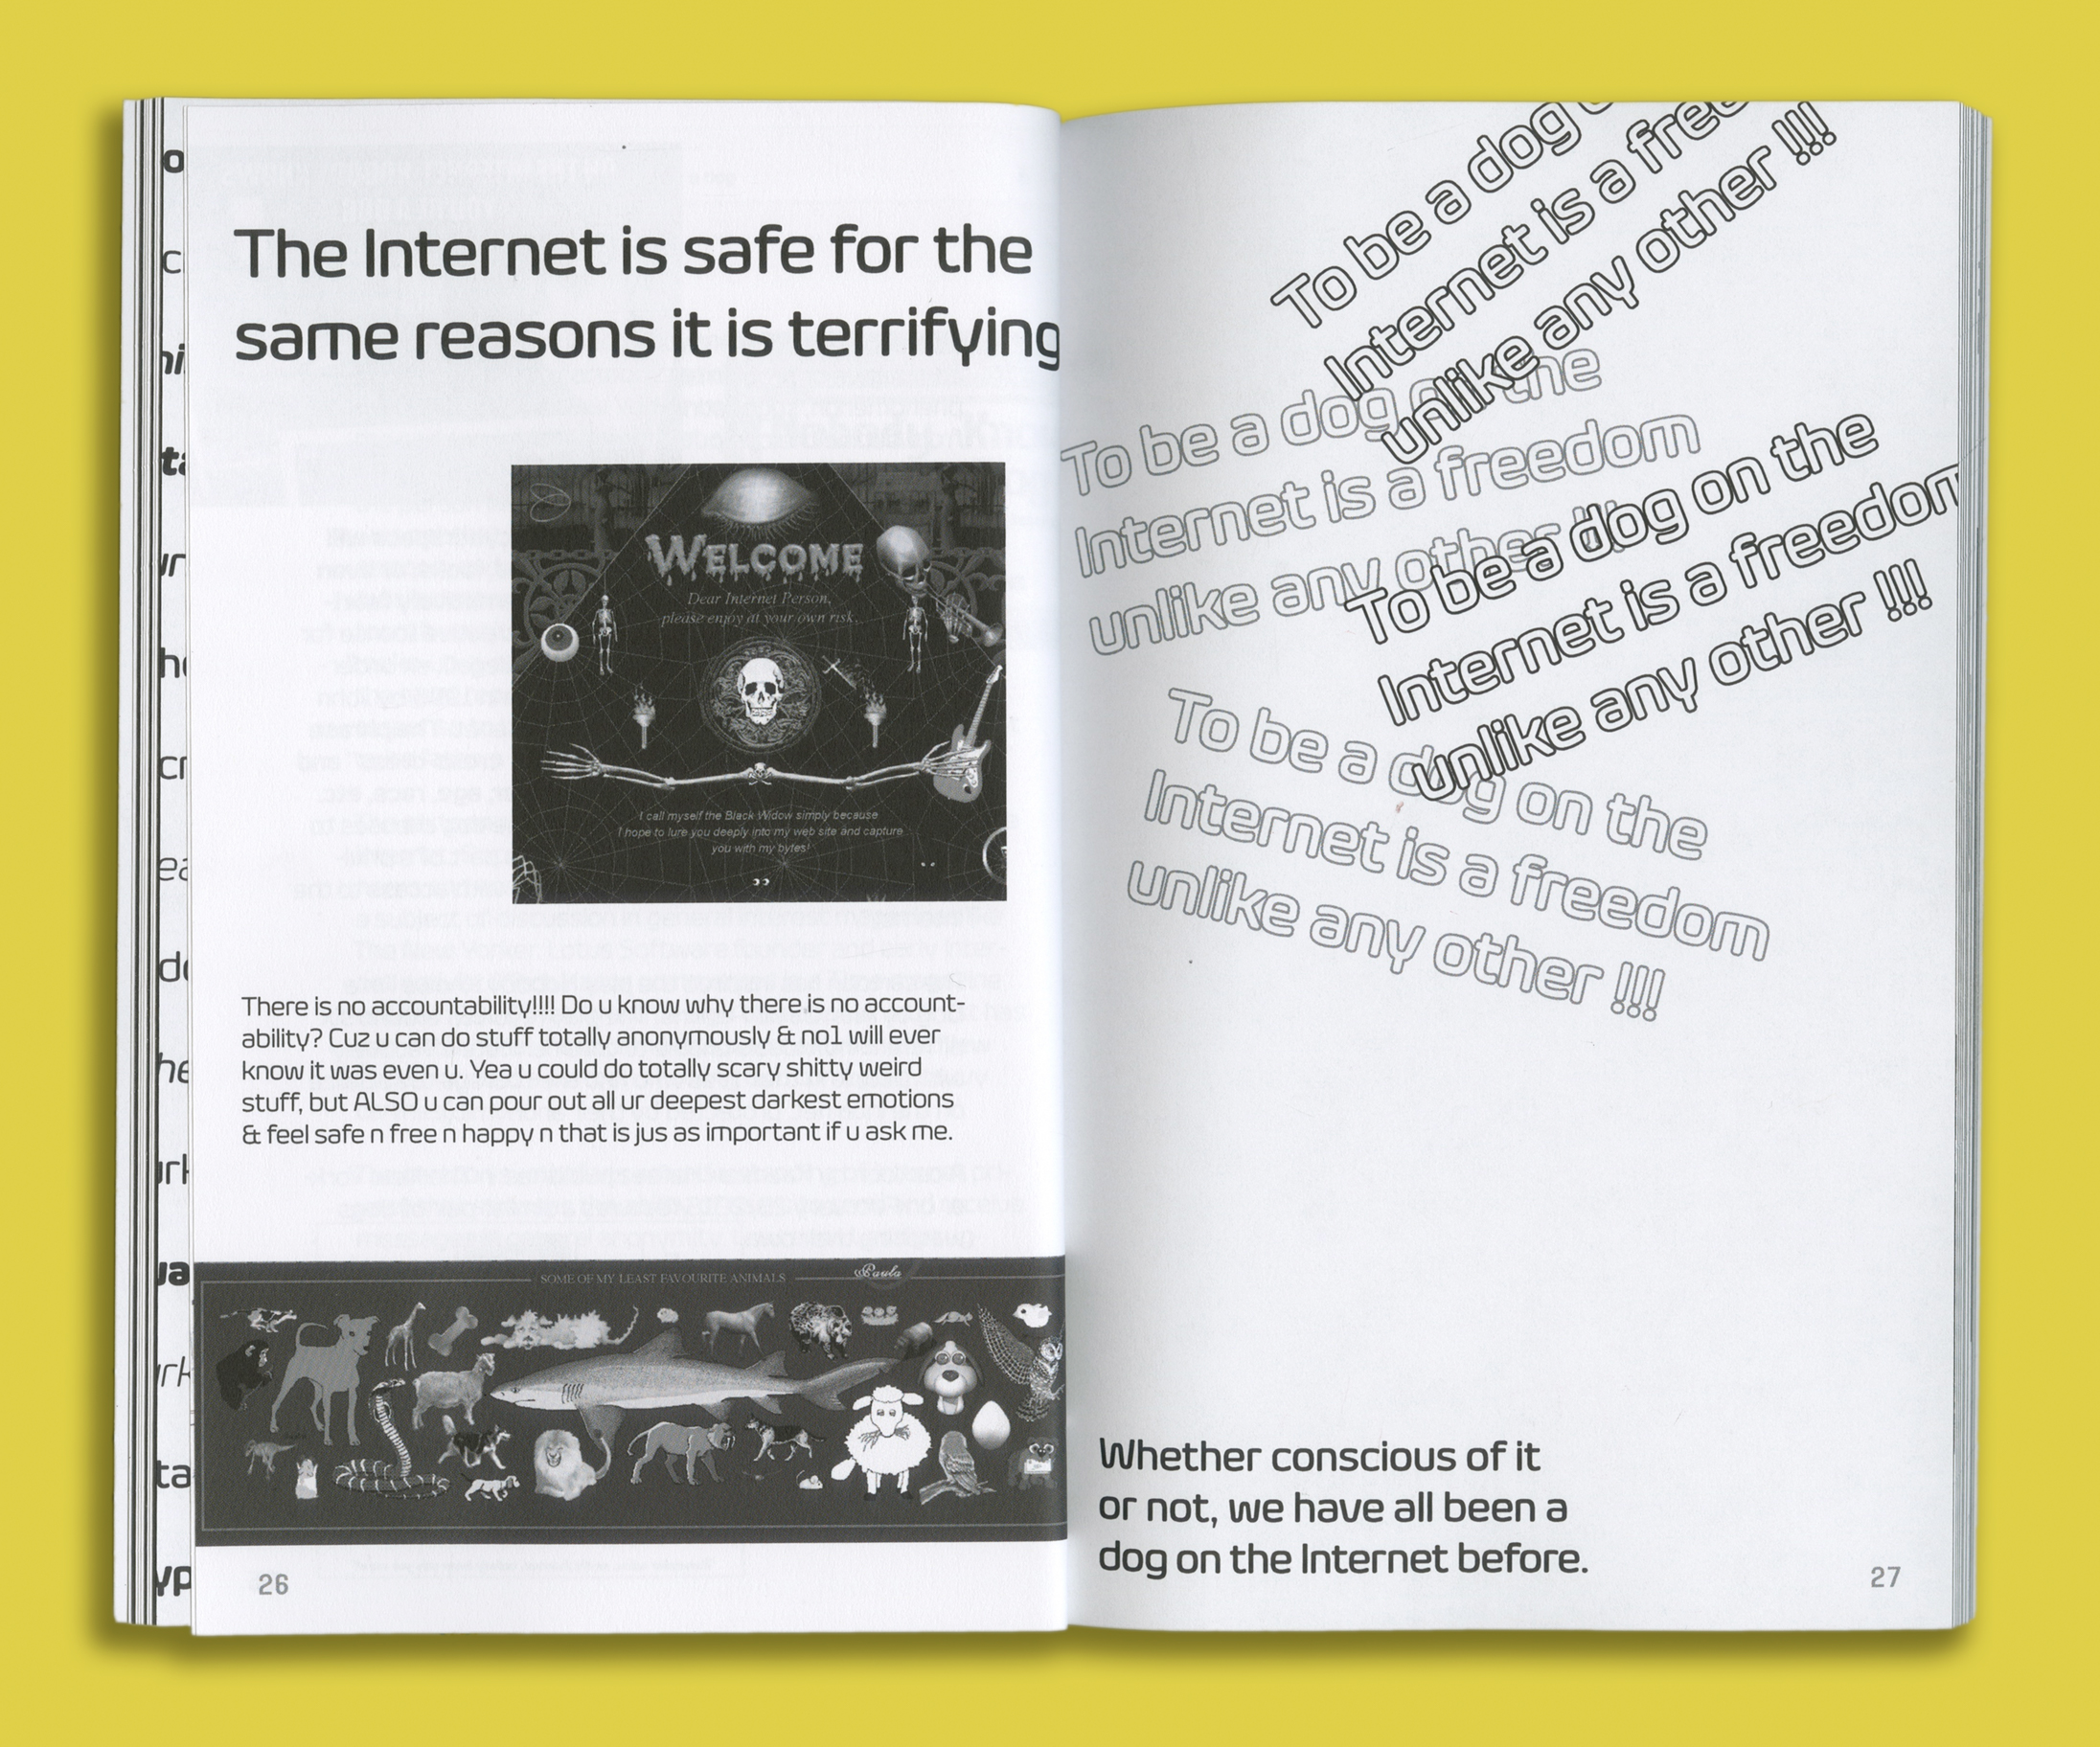 The Internet is safe for the
same reasons it is terrifying
WELCOME
Dear Internet Person,
please enjoy at your own risk.
I call myself the Black Widow simply because
I hope to lure you deeply into my web site and capture
you with my bytes!
There is no accountability!!!! Do u know why there is no account-
ability? Cuz u can do stuff totally anonymously & no1 will ever
know it was even u. Yea u could do totally scary shitty weird
stuff, but ALSO u can pour out all ur deepest darkest emotions
& feel safe n free n happy n that is jus as important if u ask me.
SOME OF MY LEAST FAVOURITE ANIMALS
Paula
26
To be a dog
Internet is a free
unlike any other !!!!
To be a dog on the
Internet is a freedom
unlike any other !!!!
To be a dog on the
Internet is a freedom
unlike any other !!!!
To be a dog on the
Internet is a freedom
unlike any other !!!!
Whether conscious of it
or not, we have all been a
dog on the Internet before.
27